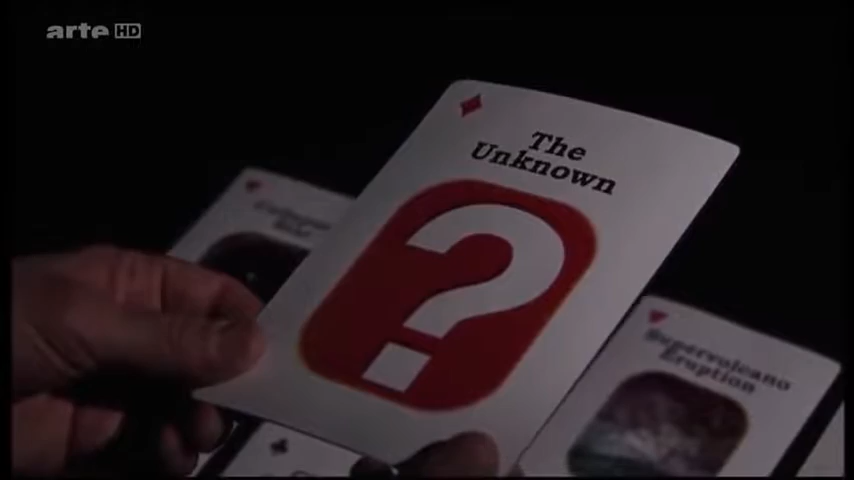 arte HD
The
Unknown
Supervolcano
Eruption